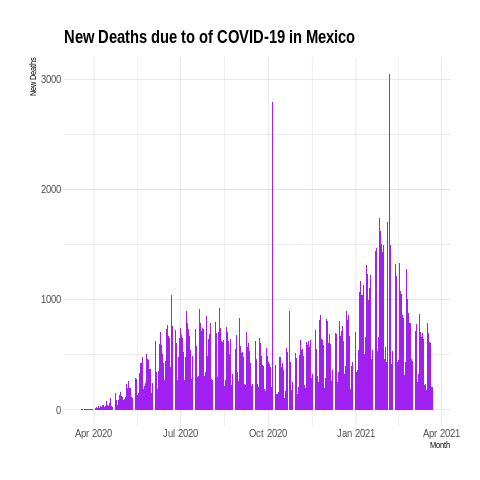 New Deaths due to of COVID-19 in Mexico
New Deaths
3000
2000
1000
0
Apr 2020
Jul 2020
Oct 2020
Jan 2021
Apr 2021
Month